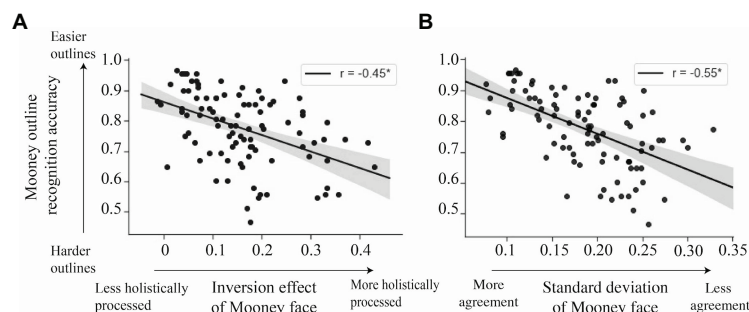 A
B
Easier
outlines
Mooney outline
recognition accuracy
Harder
outlines
1.0
0.9
0.8
0.7
0.6
0.5
r = -0.45*
0
0.1
0.2
0.3
0.4
Less holistically
processed
Inversion effect
of Mooney face
More holistically
processed
1.0
0.9
0.8
0.7
0.6
0.5
r = -0.55*
0.1
0.15
0.20
0.25
0.30
0.35
More
agreement
Standard deviation
of Mooney face
Less
agreement